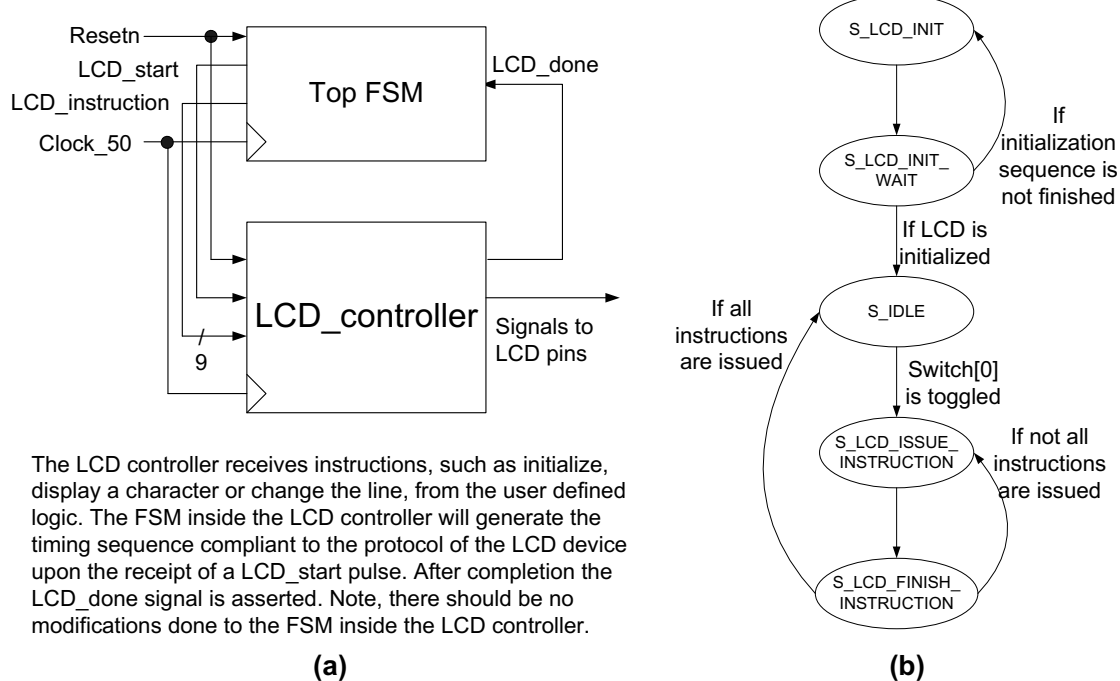 Resetn
LCD_start
LCD_instruction
Clock_50
Top FSM
LCD_done
LCD_controller
9
Signals to
LCD pins
The LCD controller receives instructions, such as initialize,
display a character or change the line, from the user defined
logic. The FSM inside the LCD controller will generate the
timing sequence compliant to the protocol of the LCD device
upon the receipt of a LCD_start pulse. After completion the
LCD_done signal is asserted. Note, there should be no
modifications done to the FSM inside the LCD controller.
(a)
S_LCD_INIT
If
initialization
sequence is
not finished
S_LCD_INIT_
WAIT
If LCD is
initialized
S_IDLE
If all
instructions
are issued
Switch[0]
is toggled
S_LCD_ISSUE_
INSTRUCTION
If not all
instructions
are issued
S_LCD_FINISH_
INSTRUCTION
(b)